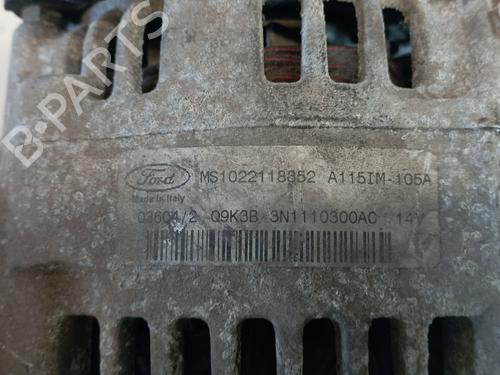 B-PARTS
Ford
MS1022118352 A115IM-105A
Made in Italy
03604/2 Q9K3B 3N1110300AC 14V